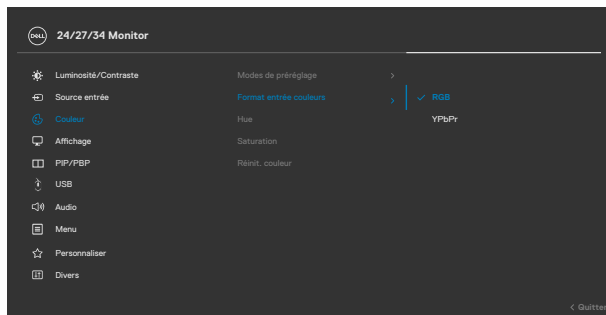 DELL 24/27/34 Monitor
Luminosité/Contraste Modes de préréglage >
Source entrée Format entrée couleurs > ✓ RGB
Couleur Hue YPbPr
Affichage Saturation
PIP/PBP Réinit. couleur
USB
Audio
Menu
Personnaliser
Divers
< Quitter